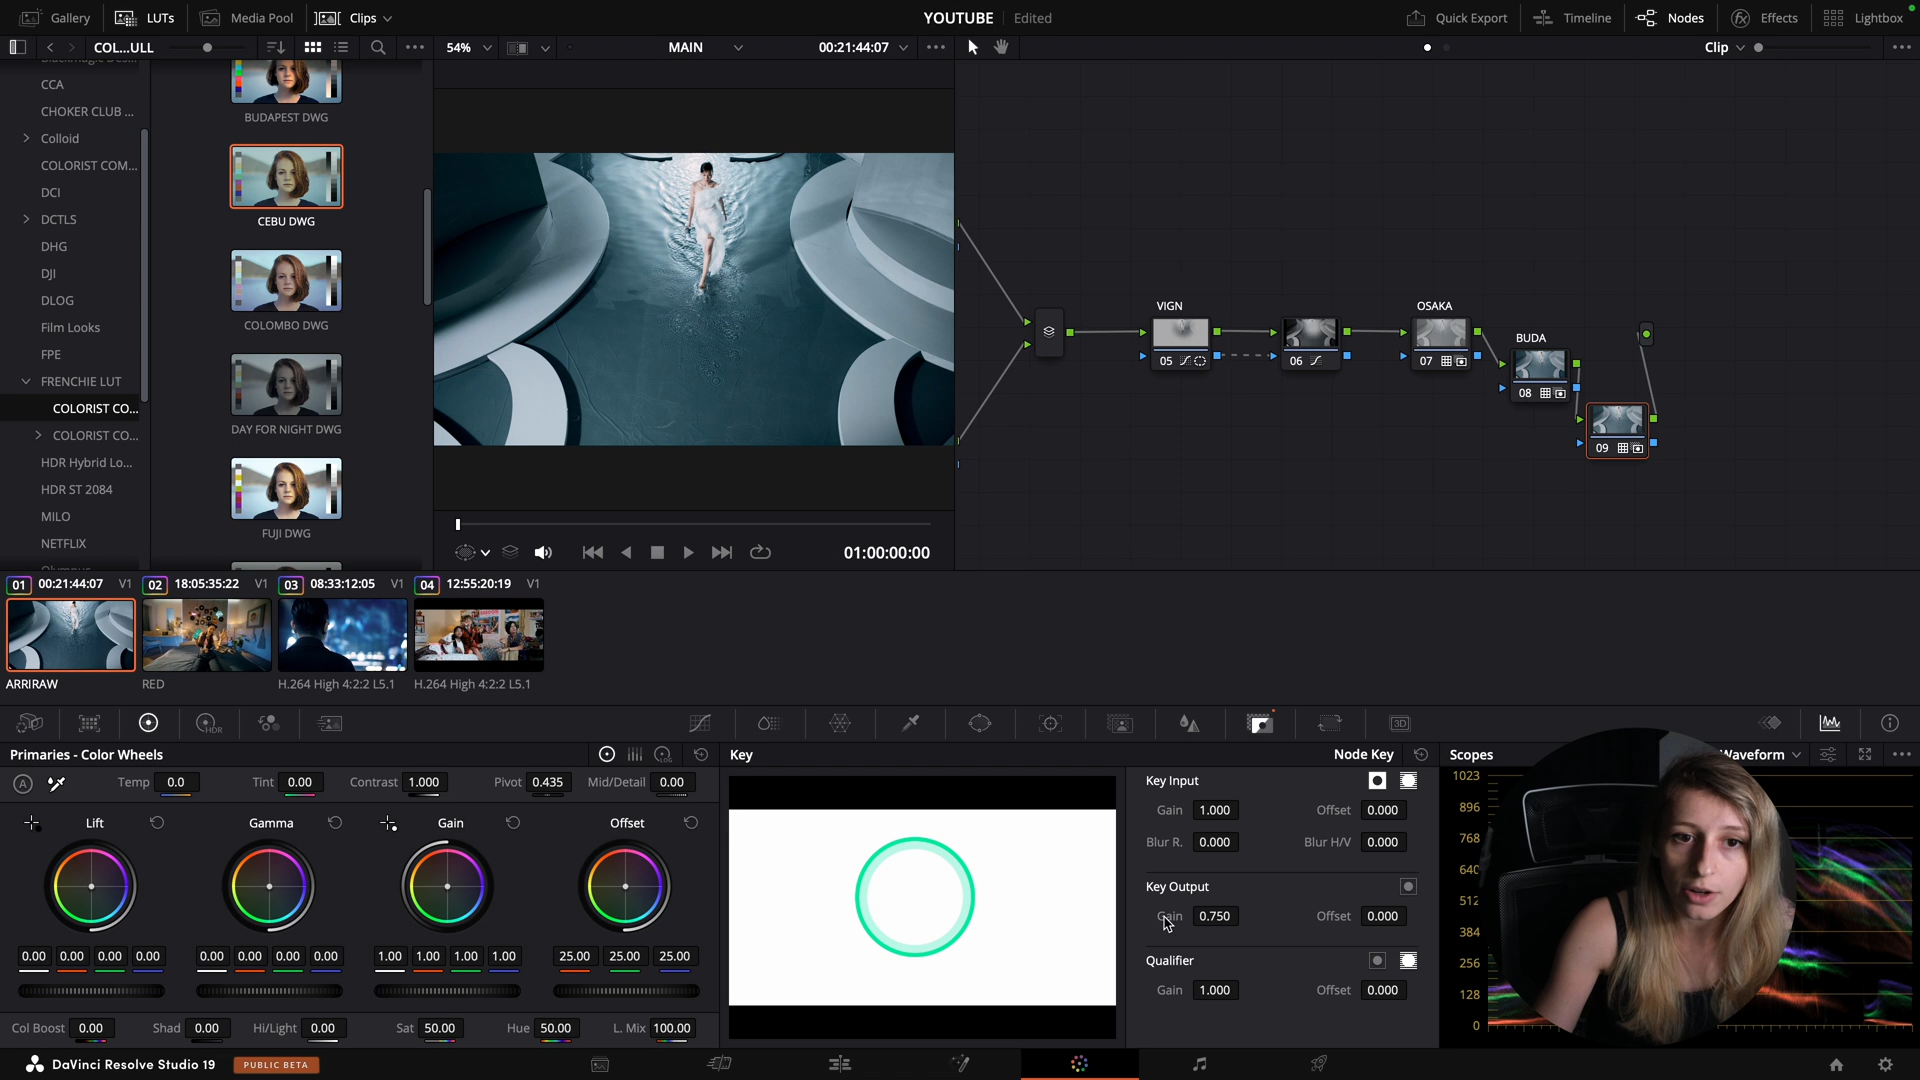 Gallery LUTs Media Pool Clips YOUTUBE Edited Quick Export Timeline Nodes Effects Lightbox
COL...ULL 54% MAIN 00:21:44:07 Clip
CCA
CHOKER CLUB ...
Colloid
COLORIST COM...
DCI
DCTLS
DHG
DJI
DLOG
Film Looks
FPE
FRENCHIE LUT
COLORIST CO...
COLORIST CO...
HDR Hybrid Lo...
HDR ST 2084
MILO
NETFLIX
BUDAPEST DWG
CEBU DWG
COLOMBO DWG
DAY FOR NIGHT DWG
FUJI DWG
01:00:00:00
VIGN
05
06
OSAKA
07
BUDA
08
09
01 00:21:44:07 V1 02 18:05:35:22 V1 03 08:33:12:05 V1 04 12:55:20:19 V1
ARRIRAW RED H.264 High 4:2:2 L5.1 H.264 High 4:2:2 L5.1
HDR 3D
Primaries - Color Wheels LOG
A Temp 0.0 Tint 0.00 Contrast 1.000 Pivot 0.435 Mid/Detail 0.00
Lift Gamma Gain Offset
0.00 0.00 0.00 0.00 0.00 0.00 0.00 0.00 1.00 1.00 1.00 1.00 25.00 25.00 25.00
Col Boost 0.00 Shad 0.00 Hi/Light 0.00 Sat 50.00 Hue 50.00 L. Mix 100.00
Key Node Key
Key Input
Gain 1.000 Offset 0.000
Blur R. 0.000 Blur H/V 0.000
Key Output
Gain 0.750 Offset 0.000
Qualifier
Gain 1.000 Offset 0.000
Scopes Waveform
1023
896
768
640
512
384
256
128
0
DaVinci Resolve Studio 19 PUBLIC BETA